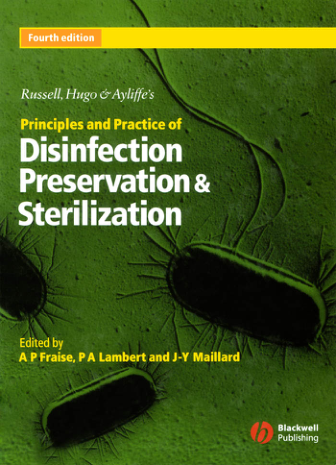 Fourth edition
Russell, Hugo & Ayliffe's
Principles and Practice of
Disinfection
Preservation &
Sterilization
Edited by
A P Fraise, P A Lambert and J-Y Maillard
Blackwell
Publishing